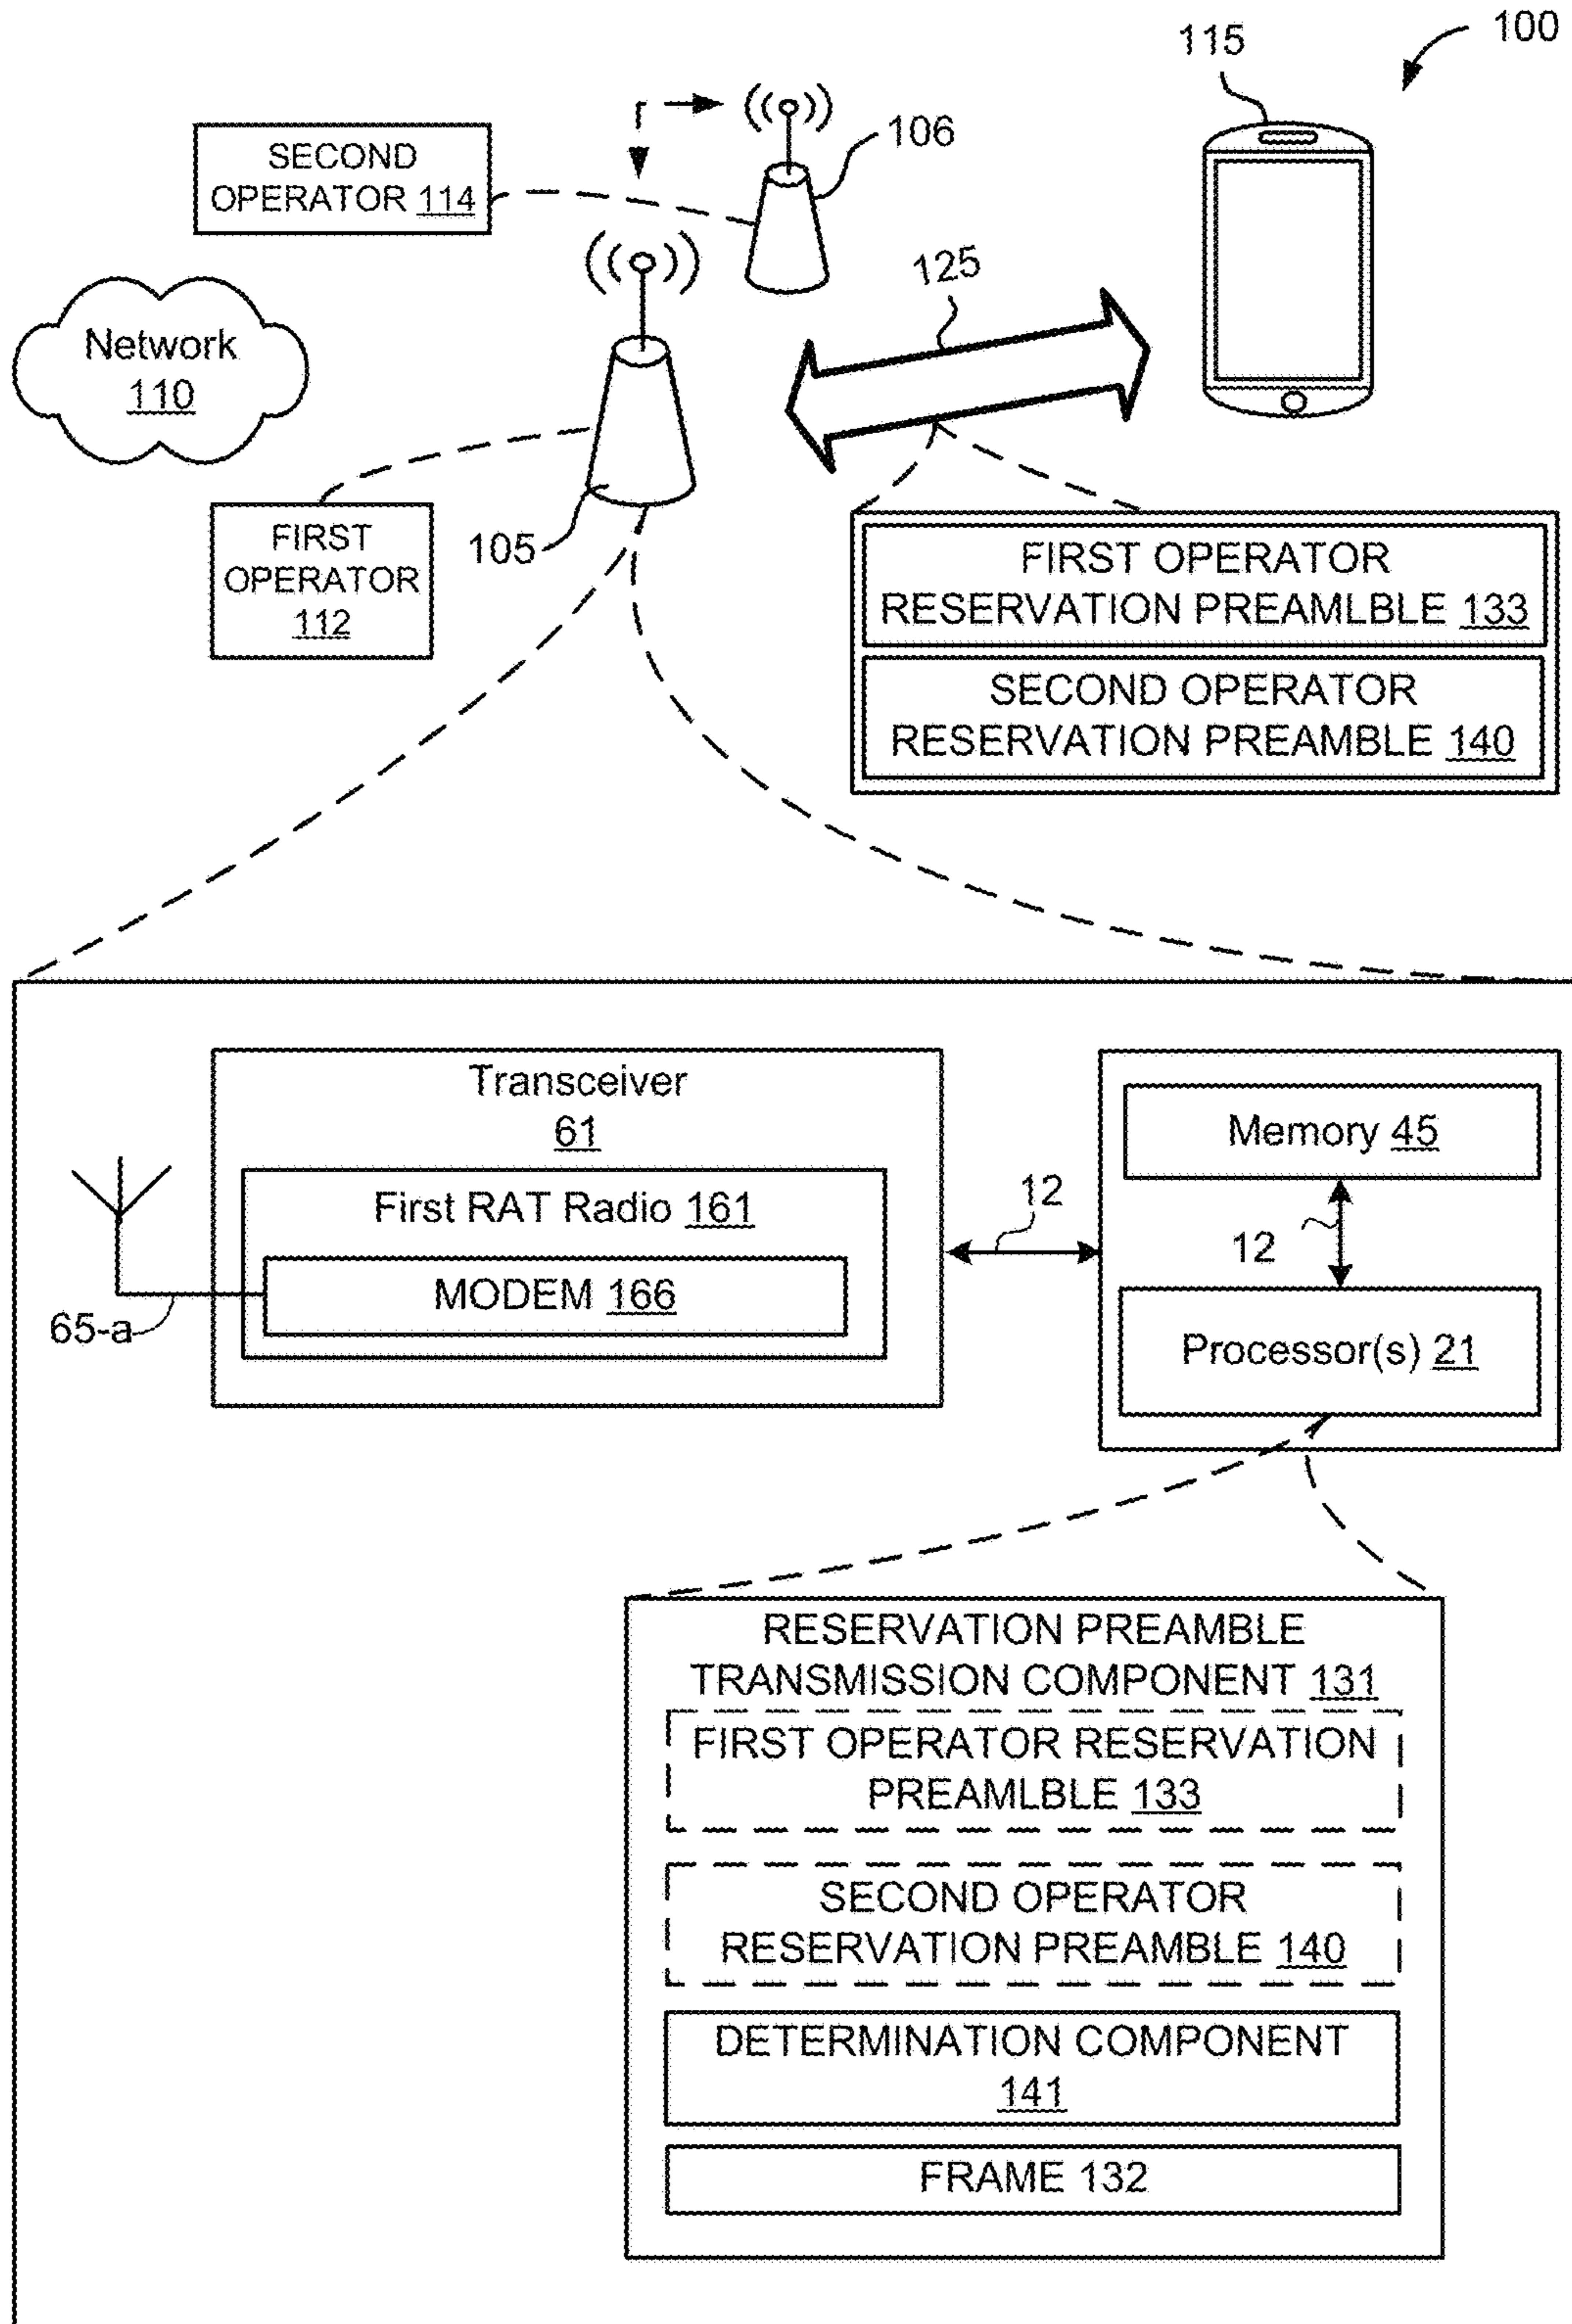 100
115
106
SECOND
OPERATOR 114
125
Network
110
105
FIRST
OPERATOR
112
FIRST OPERATOR
RESERVATION PREAMLBLE 133
SECOND OPERATOR
RESERVATION PREAMBLE 140
Transceiver
61
First RAT Radio 161
MODEM 166
65-a
12
Memory 45
12
Processor(s) 21
RESERVATION PREAMBLE
TRANSMISSION COMPONENT 131
FIRST OPERATOR RESERVATION
PREAMLBLE 133
SECOND OPERATOR
RESERVATION PREAMBLE 140
DETERMINATION COMPONENT
141
FRAME 132